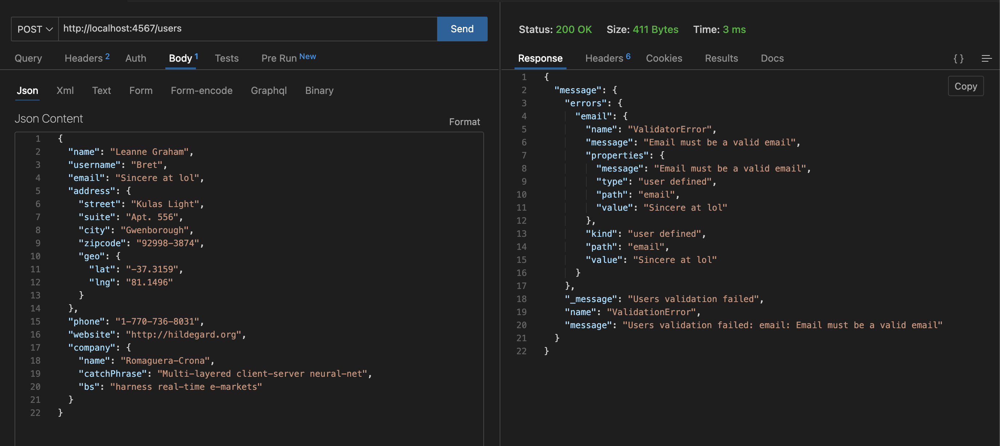 POST http://localhost:4567/users Send
Query Headers 2 Auth Body 1 Tests Pre Run New
Json Xml Text Form Form-encode Graphql Binary
Json Content
Format
1 {
2 "name": "Leanne Graham",
3 "username": "Bret",
4 "email": "Sincere at lol",
5 "address": {
6 "street": "Kulas Light",
7 "suite": "Apt. 556",
8 "city": "Gwenborough",
9 "zipcode": "92998-3874",
10 "geo": {
11 "lat": "-37.3159",
12 "lng": "81.1496"
13 }
14 },
15 "phone": "1-770-736-8031",
16 "website": "http://hildegard.org",
17 "company": {
18 "name": "Romaguera-Crona",
19 "catchPhrase": "Multi-layered client-server neural-net",
20 "bs": "harness real-time e-markets"
21 }
22 }
Status: 200 OK Size: 411 Bytes Time: 3 ms
Response Headers 6 Cookies Results Docs { }
Copy
1 {
2 "message": {
3 "errors": {
4 "email": {
5 "name": "ValidatorError",
6 "message": "Email must be a valid email",
7 "properties": {
8 "message": "Email must be a valid email",
9 "type": "user defined",
10 "path": "email",
11 "value": "Sincere at lol"
12 },
13 "kind": "user defined",
14 "path": "email",
15 "value": "Sincere at lol"
16 }
17 },
18 "_message": "Users validation failed",
19 "name": "ValidationError",
20 "message": "Users validation failed: email: Email must be a valid email"
21 }
22 }